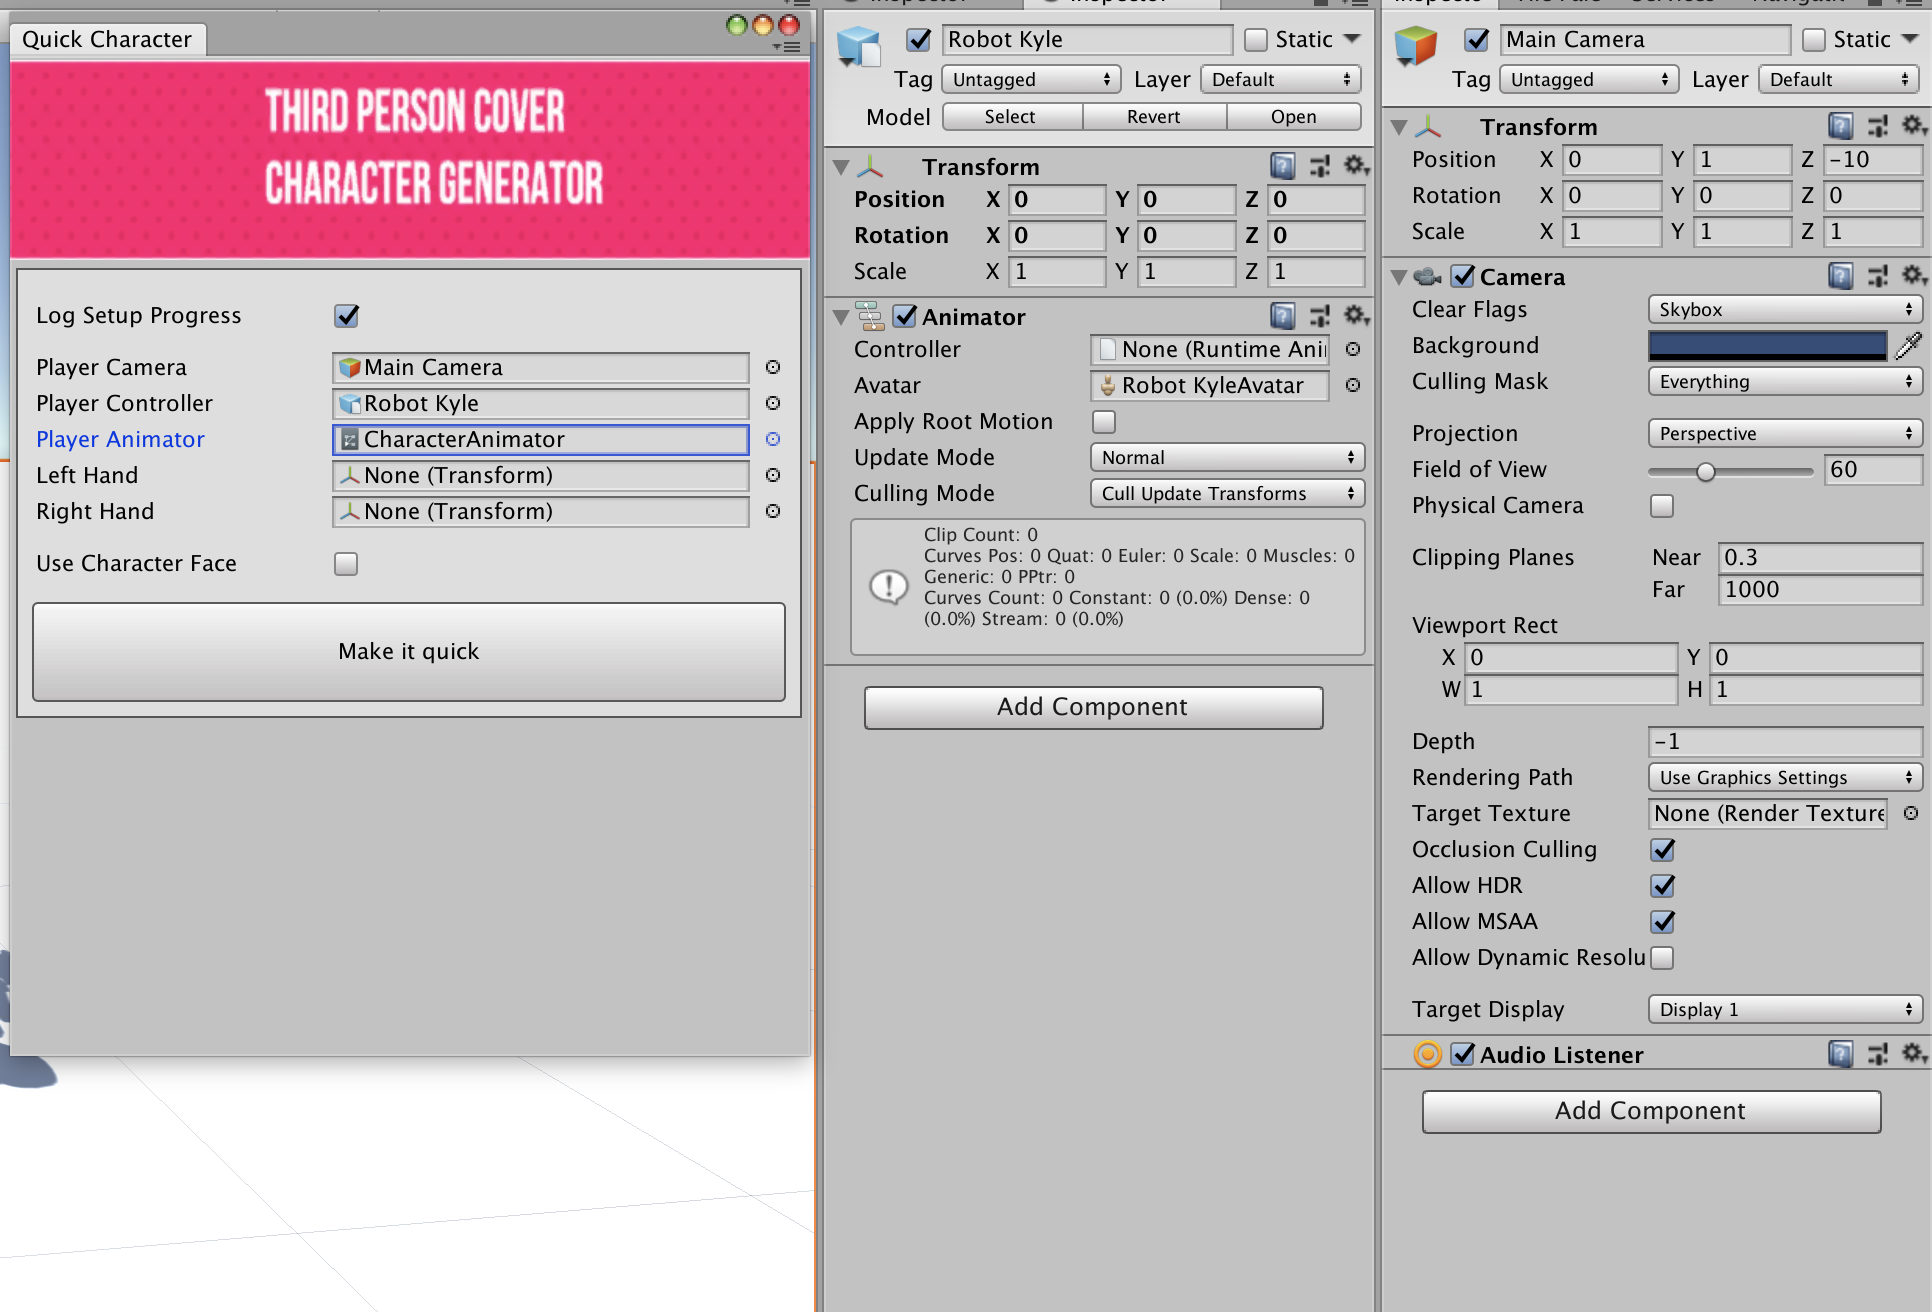 Quick Character
THIRD PERSON COVER
CHARACTER GENERATOR
Log Setup Progress
Player Camera Main Camera
Player Controller Robot Kyle
Player Animator CharacterAnimator
Left Hand None (Transform)
Right Hand None (Transform)
Use Character Face
Make it quick
Robot Kyle Static
Tag Untagged Layer Default
Model Select Revert Open
Transform
Position X 0 Y 0 Z 0
Rotation X 0 Y 0 Z 0
Scale X 1 Y 1 Z 1
Animator
Controller None (Runtime Ani
Avatar Robot KyleAvatar
Apply Root Motion
Update Mode Normal
Culling Mode Cull Update Transforms
Clip Count: 0
Curves Pos: 0 Quat: 0 Euler: 0 Scale: 0 Muscles: 0
Generic: 0 PPtr: 0
Curves Count: 0 Constant: 0 (0.0%) Dense: 0
(0.0%) Stream: 0 (0.0%)
Add Component
Main Camera Static
Tag Untagged Layer Default
Transform
Position X 0 Y 1 Z -10
Rotation X 0 Y 0 Z 0
Scale X 1 Y 1 Z 1
Camera
Clear Flags Skybox
Background
Culling Mask Everything
Projection Perspective
Field of View 60
Physical Camera
Clipping Planes Near 0.3
Far 1000
Viewport Rect
X 0 Y 0
W 1 H 1
Depth -1
Rendering Path Use Graphics Settings
Target Texture None (Render Texture
Occlusion Culling
Allow HDR
Allow MSAA
Allow Dynamic Resolu
Target Display Display 1
Audio Listener
Add Component